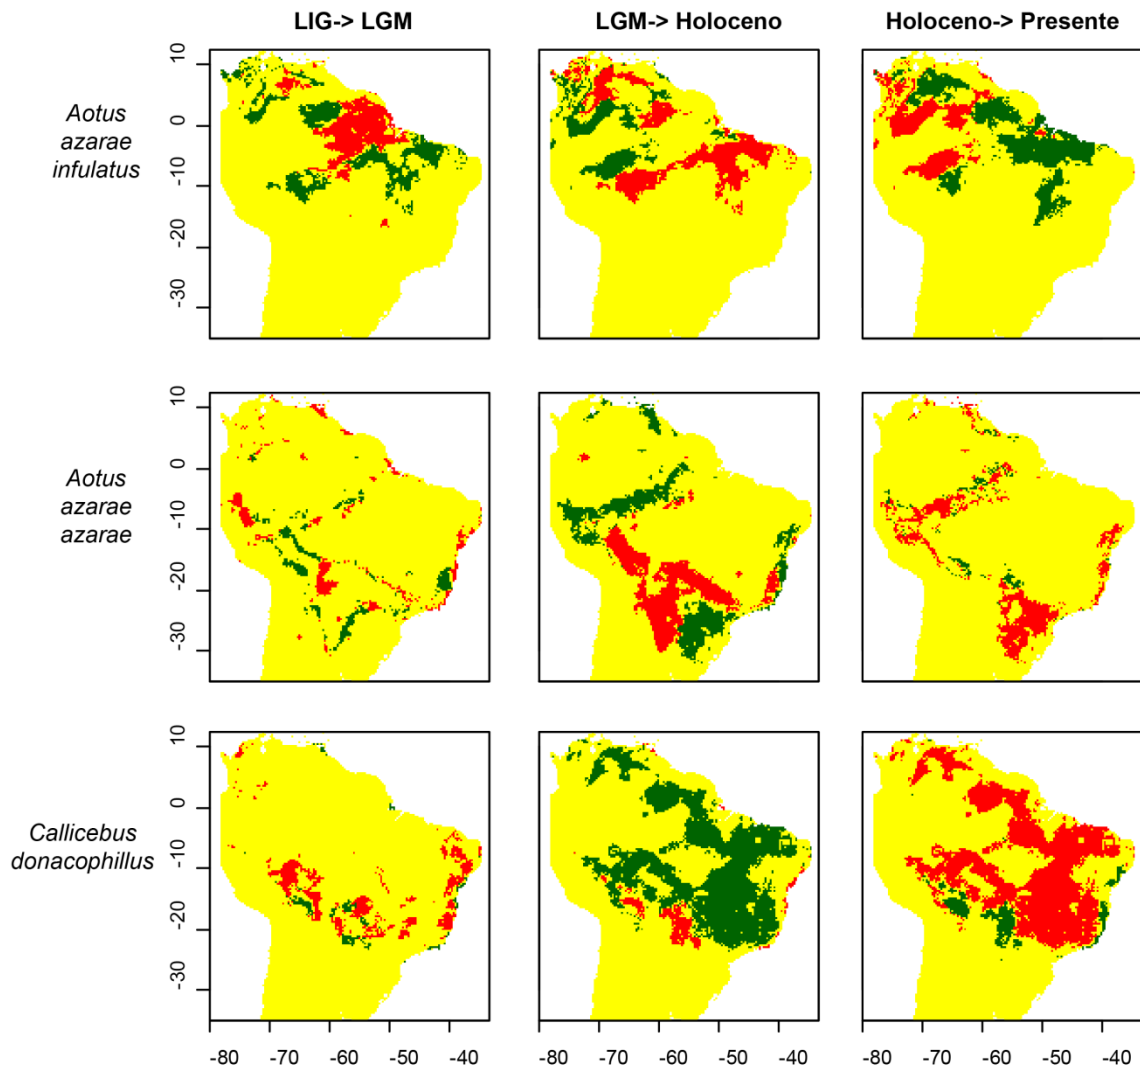 LIG-> LGM
LGM-> Holoceno
Holoceno-> Presente
Aotus
azarae
infulatus
10
0
-10
-20
-30
Aotus
azarae
azarae
10
0
-10
-20
-30
Callicebus
donacophillus
10
0
-10
-20
-30
-80 -70 -60 -50 -40
-80 -70 -60 -50 -40
-80 -70 -60 -50 -40